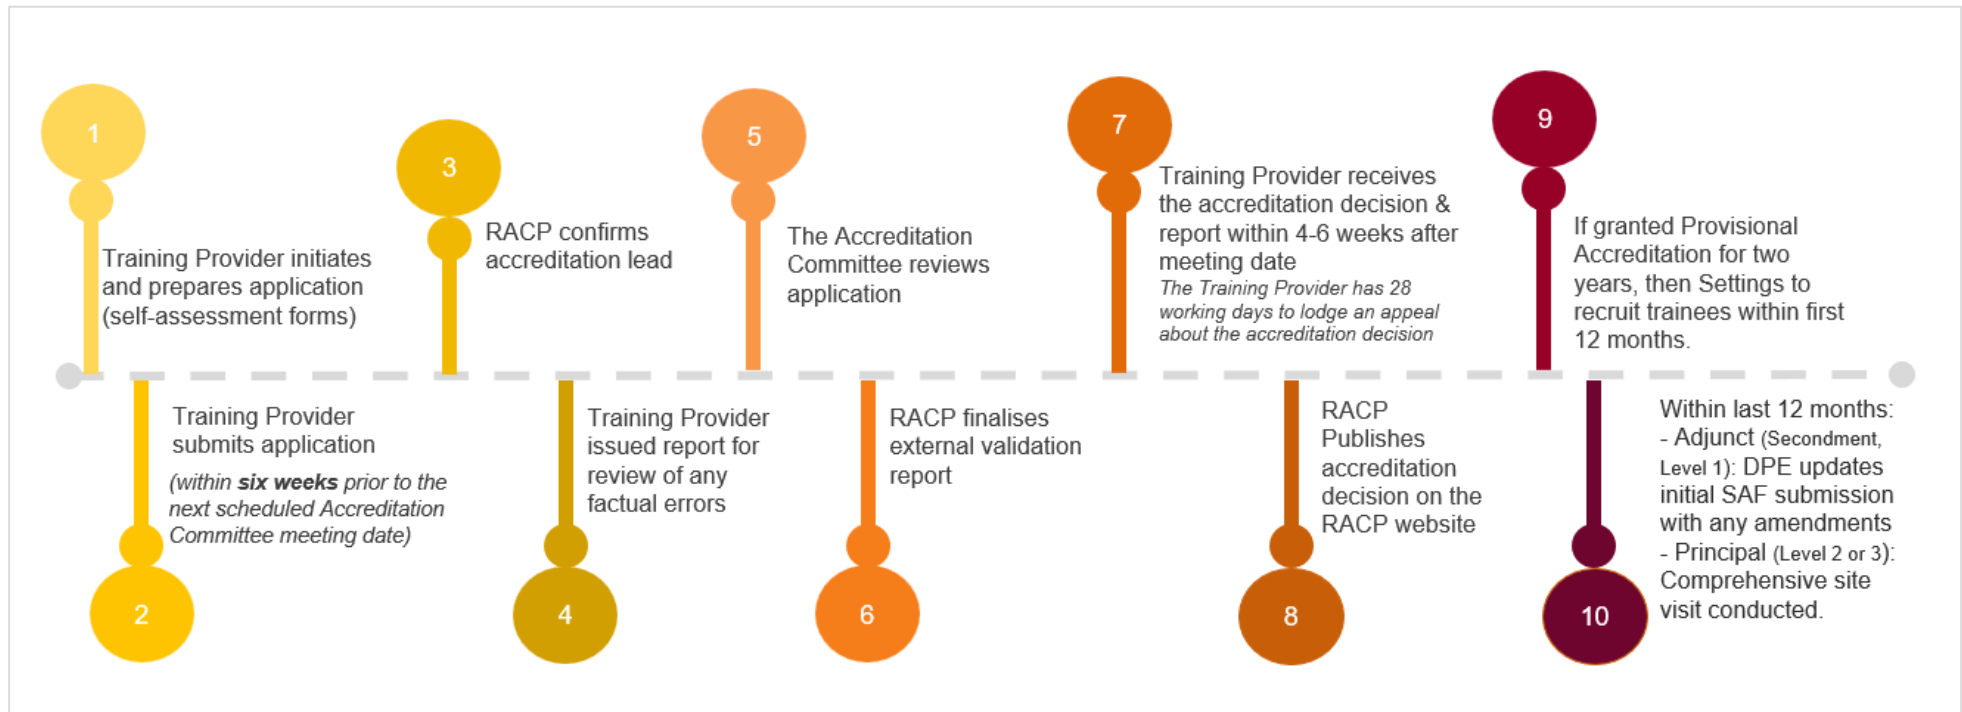 1
Training Provider initiates
and prepares application
(self-assessment forms)
2
Training Provider
submits application
(within six weeks prior to the
next scheduled Accreditation
Committee meeting date)
3
RACP confirms
accreditation lead
4
Training Provider
issued report for
review of any
factual errors
5
The Accreditation
Committee reviews
application
6
RACP finalises
external validation
report
7
Training Provider receives
the accreditation decision &
report within 4-6 weeks after
meeting date
The Training Provider has 28
working days to lodge an appeal
about the accreditation decision
8
RACP
Publishes
accreditation
decision on the
RACP website
9
If granted Provisional
Accreditation for two
years, then Settings to
recruit trainees within first
12 months.
10
Within last 12 months:
- Adjunct (Secondment,
Level 1): DPE updates
initial SAF submission
with any amendments
- Principal (Level 2 or 3):
Comprehensive site
visit conducted.